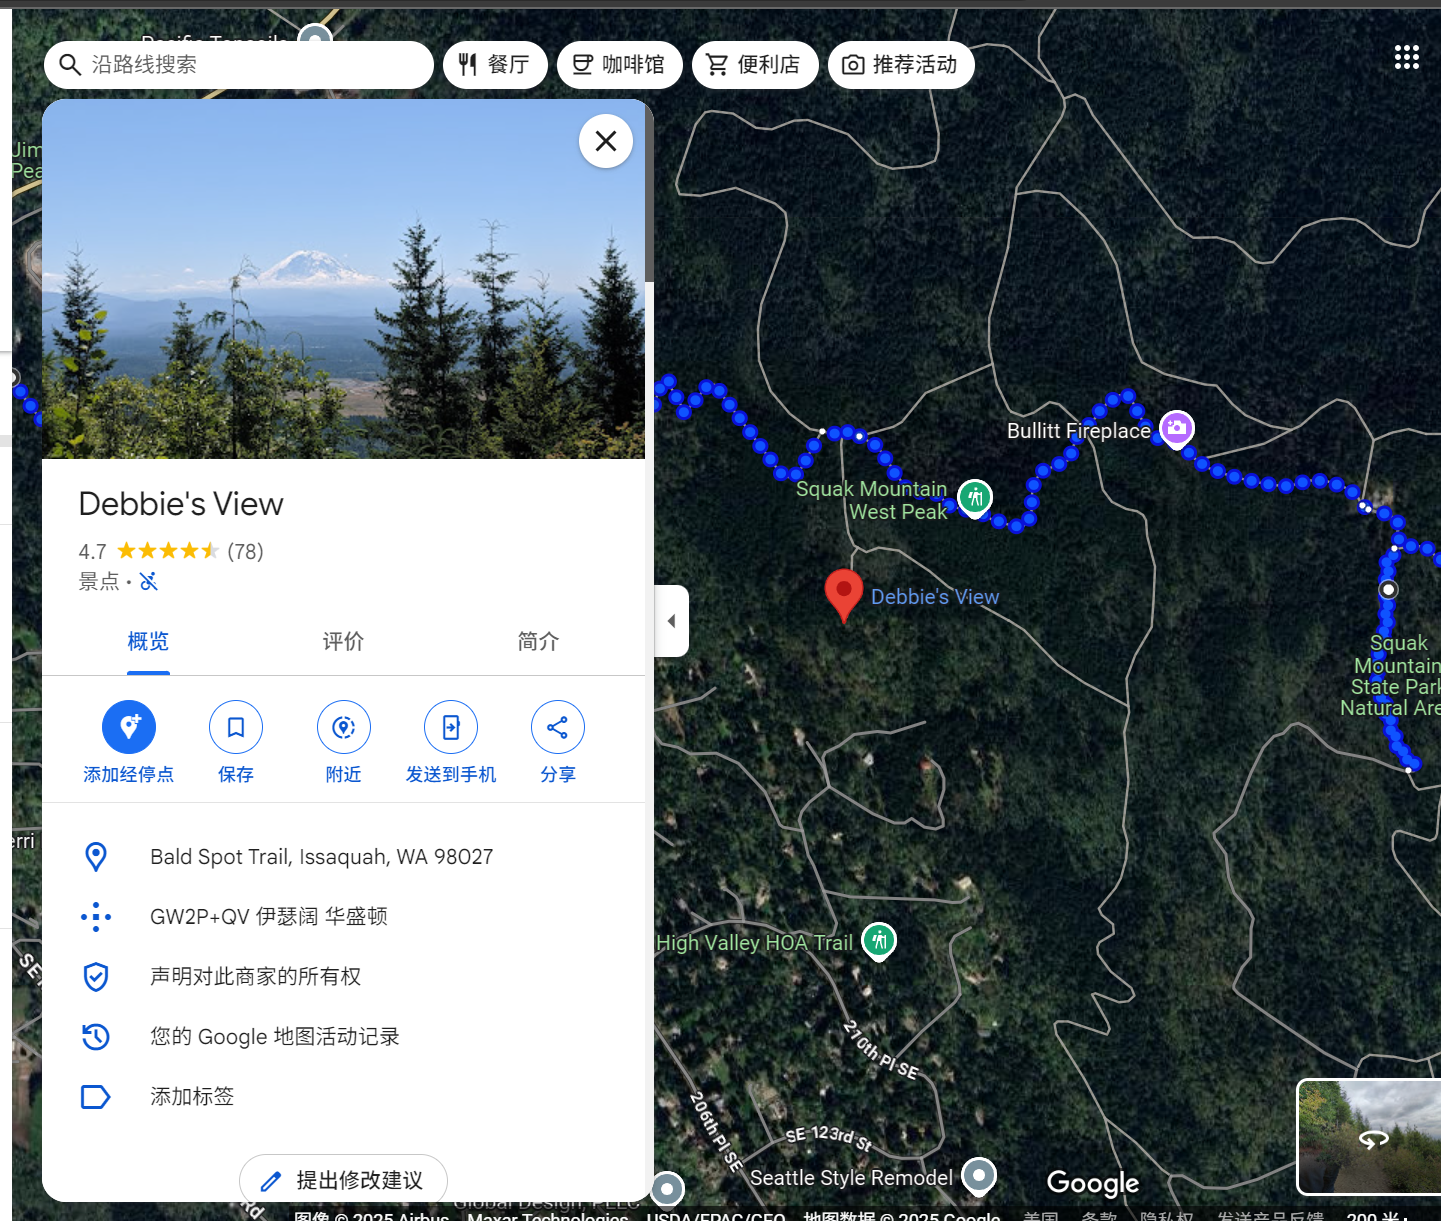 沿路线搜索
餐厅
咖啡馆
便利店
推荐活动
Debbie's View
4.7
(78)
景点 ·
概览
评价
简介
添加经停点
保存
附近
发送到手机
分享
Bald Spot Trail, Issaquah, WA 98027
GW2P+QV 伊瑟阔 华盛顿
声明对此商家的所有权
您的 Google 地图活动记录
添加标签
提出修改建议
Bullitt Fireplace
Squak Mountain
West Peak
Debbie's View
Squak
Mountain
State Park
Natural Are
High Valley HOA Trail
210th Pl SE
206th Pl SE
SE 123rd St
Seattle Style Remodel
Google
图像 © 2025 Airbus
Maxar Technologies
USDA/FPAC/GEO
地图数据 © 2025 Google
美国
条款
隐私权
发送产品反馈
200 米